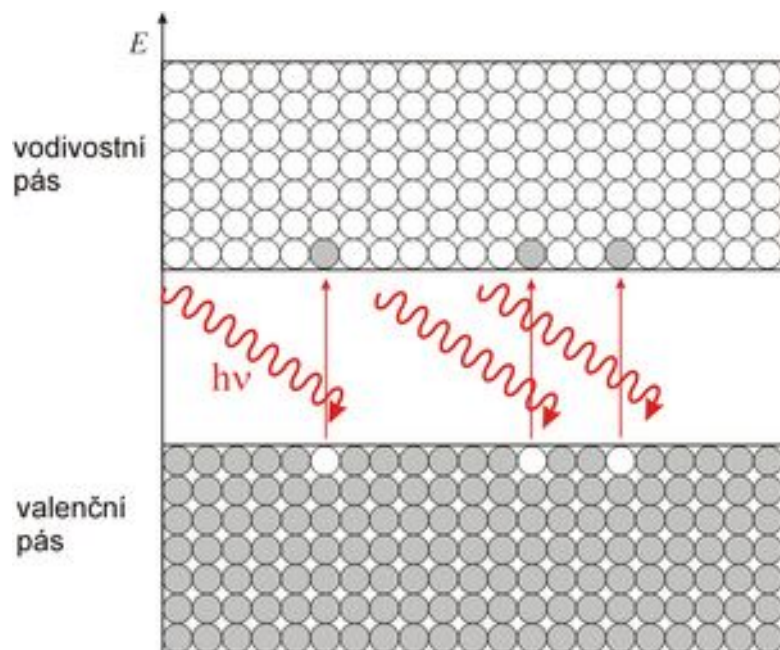 E
vodivostní
pás
hν
valenční
pás